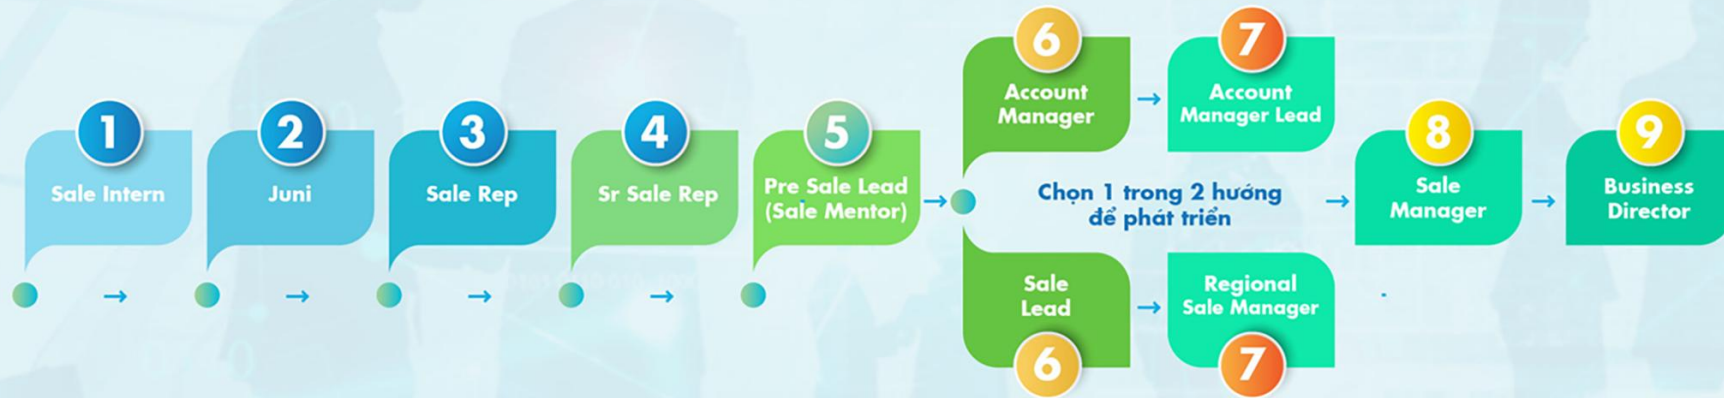 1
Sale Intern
2
Juni
3
Sale Rep
4
Sr Sale Rep
5
Pre Sale Lead
(Sale Mentor)
6
Account
Manager
7
Account
Manager Lead
Chọn 1 trong 2 hướng
để phát triển
Sale
Lead
6
Regional
Sale Manager
7
8
Sale
Manager
9
Business
Director